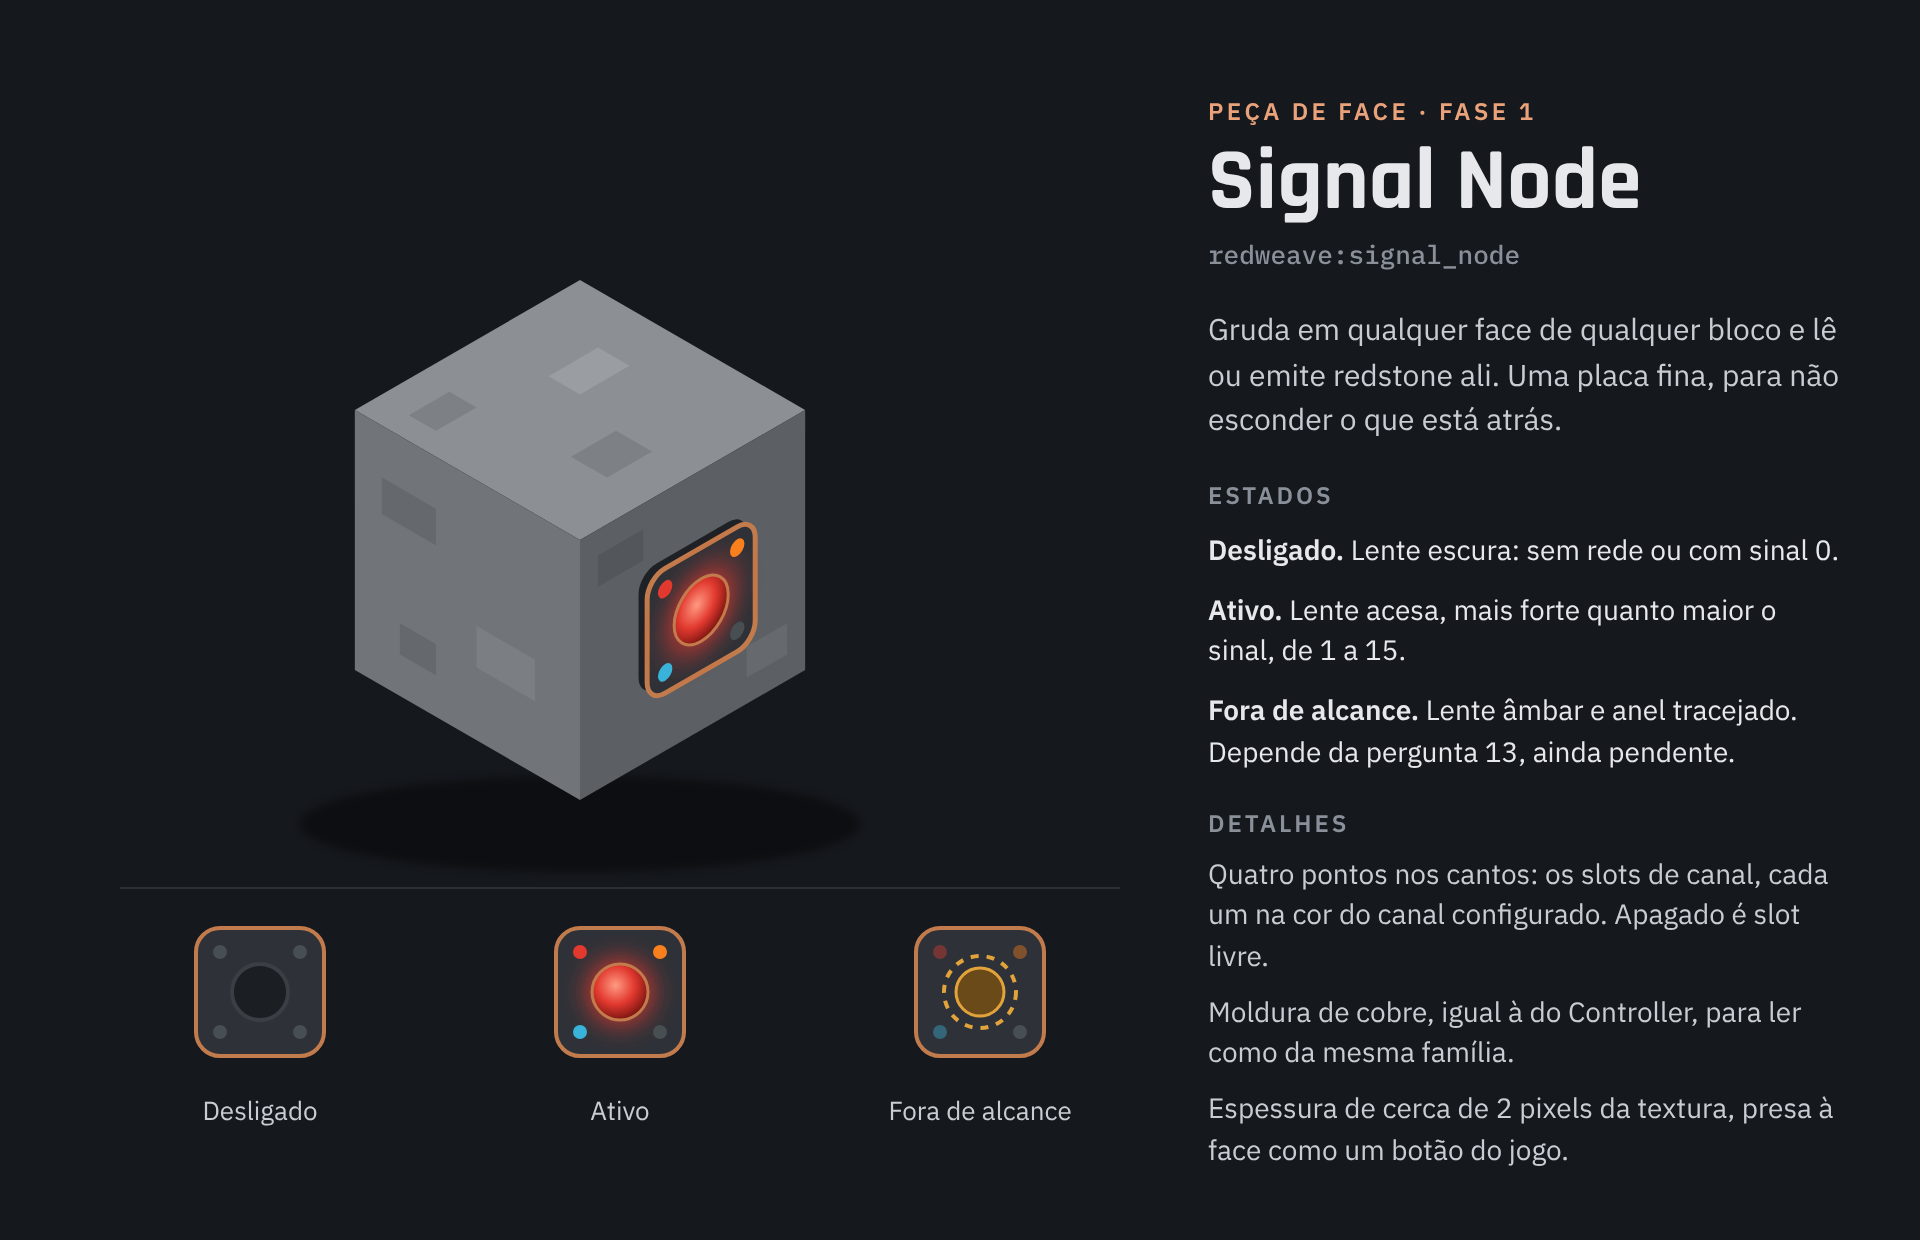 PEÇA DE FACE · FASE 1
Signal Node
redweave:signal_node
Gruda em qualquer face de qualquer bloco e lê
ou emite redstone ali. Uma placa fina, para não
esconder o que está atrás.
ESTADOS
Desligado. Lente escura: sem rede ou com sinal 0.
Ativo. Lente acesa, mais forte quanto maior o
sinal, de 1 a 15.
Fora de alcance. Lente âmbar e anel tracejado.
Depende da pergunta 13, ainda pendente.
DETALHES
Quatro pontos nos cantos: os slots de canal, cada
um na cor do canal configurado. Apagado é slot
livre.
Moldura de cobre, igual à do Controller, para ler
como da mesma família.
Espessura de cerca de 2 pixels da textura, presa à
face como um botão do jogo.
Desligado
Ativo
Fora de alcance